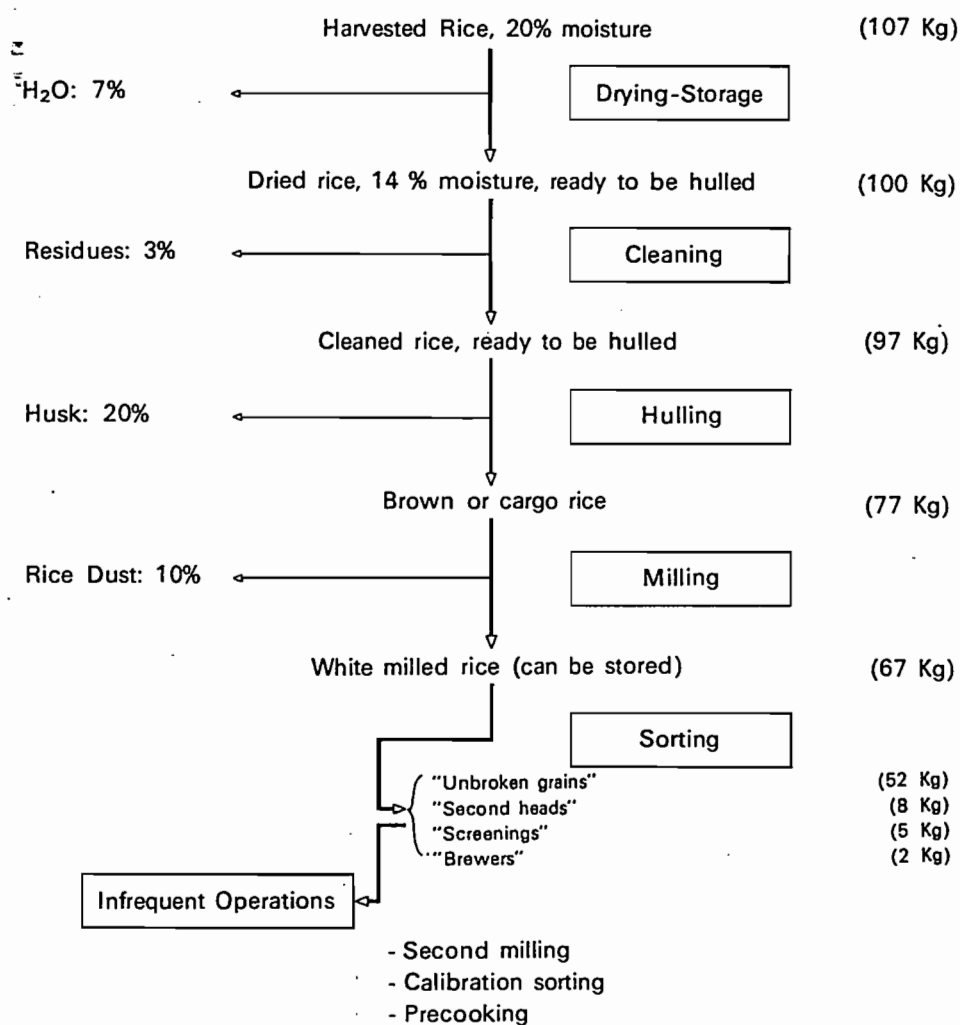 Harvested Rice, 20% moisture (107 Kg)
H₂O: 7% Drying-Storage
Dried rice, 14 % moisture, ready to be hulled (100 Kg)
Residues: 3% Cleaning
Cleaned rice, ready to be hulled (97 Kg)
Husk: 20% Hulling
Brown or cargo rice (77 Kg)
Rice Dust: 10% Milling
White milled rice (can be stored) (67 Kg)
Sorting
"Unbroken grains" (52 Kg)
"Second heads" (8 Kg)
"Screenings" (5 Kg)
"Brewers" (2 Kg)
Infrequent Operations
- Second milling
- Calibration sorting
- Precooking